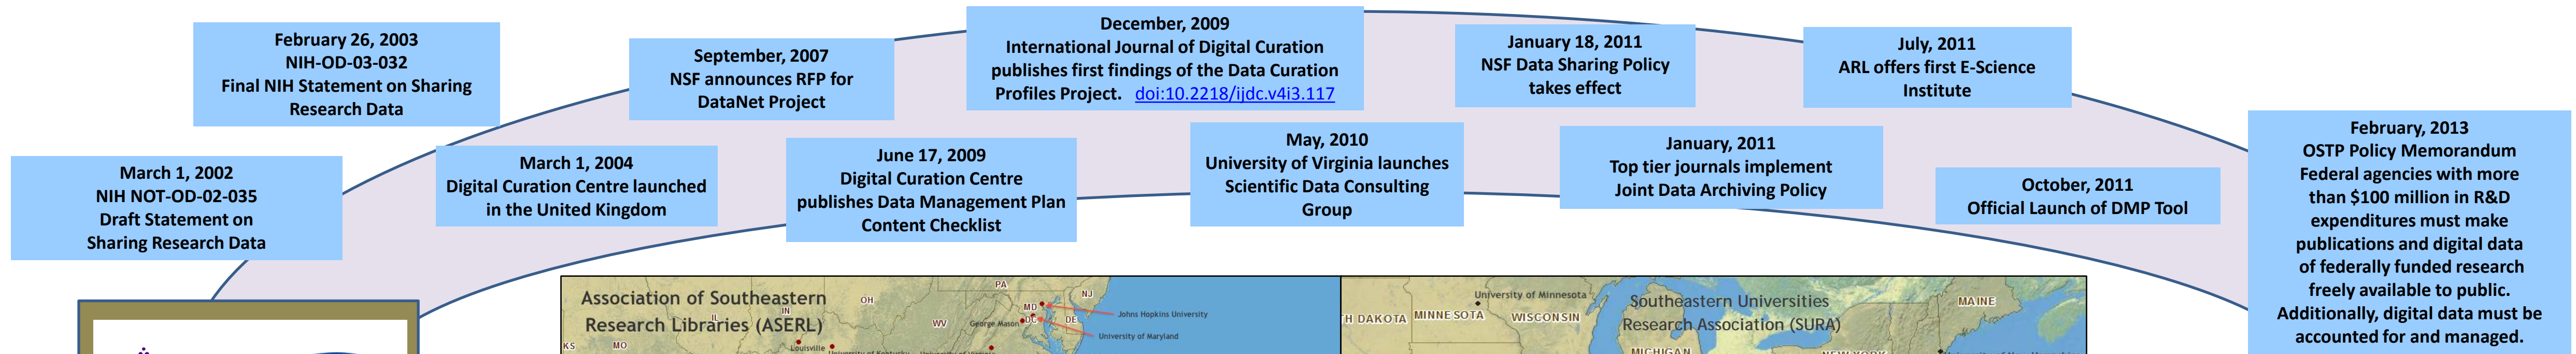 March 1, 2002
NIH NOT-OD-02-035
Draft Statement on
Sharing Research Data
February 26, 2003
NIH-OD-03-032
Final NIH Statement on Sharing
Research Data
March 1, 2004
Digital Curation Centre launched
in the United Kingdom
September, 2007
NSF announces RFP for
DataNet Project
June 17, 2009
Digital Curation Centre
publishes Data Management Plan
Content Checklist
December, 2009
International Journal of Digital Curation
publishes first findings of the Data Curation
Profiles Project. doi:10.2218/ijdc.v4i3.117
May, 2010
University of Virginia launches
Scientific Data Consulting
Group
January 18, 2011
NSF Data Sharing Policy
takes effect
January, 2011
Top tier journals implement
Joint Data Archiving Policy
July, 2011
ARL offers first E-Science
Institute
October, 2011
Official Launch of DMP Tool
February, 2013
OSTP Policy Memorandum
Federal agencies with more
than $100 million in R&D
expenditures must make
publications and digital data
of federally funded research
freely available to public.
Additionally, digital data must be
accounted for and managed.
Association of Southeastern
Research Libraries (ASERL)
PA
NJ
OH
MD
IL
IN
DC
DE
WV
George Mason
Johns Hopkins University
University of Maryland
KS
MO
Louisville
University of Kentucky
Southeastern Universities
Research Association (SURA)
University of Minnesota
MAINE
H DAKOTA
MINNESOTA
WISCONSIN
MICHIGAN
NEW YORK